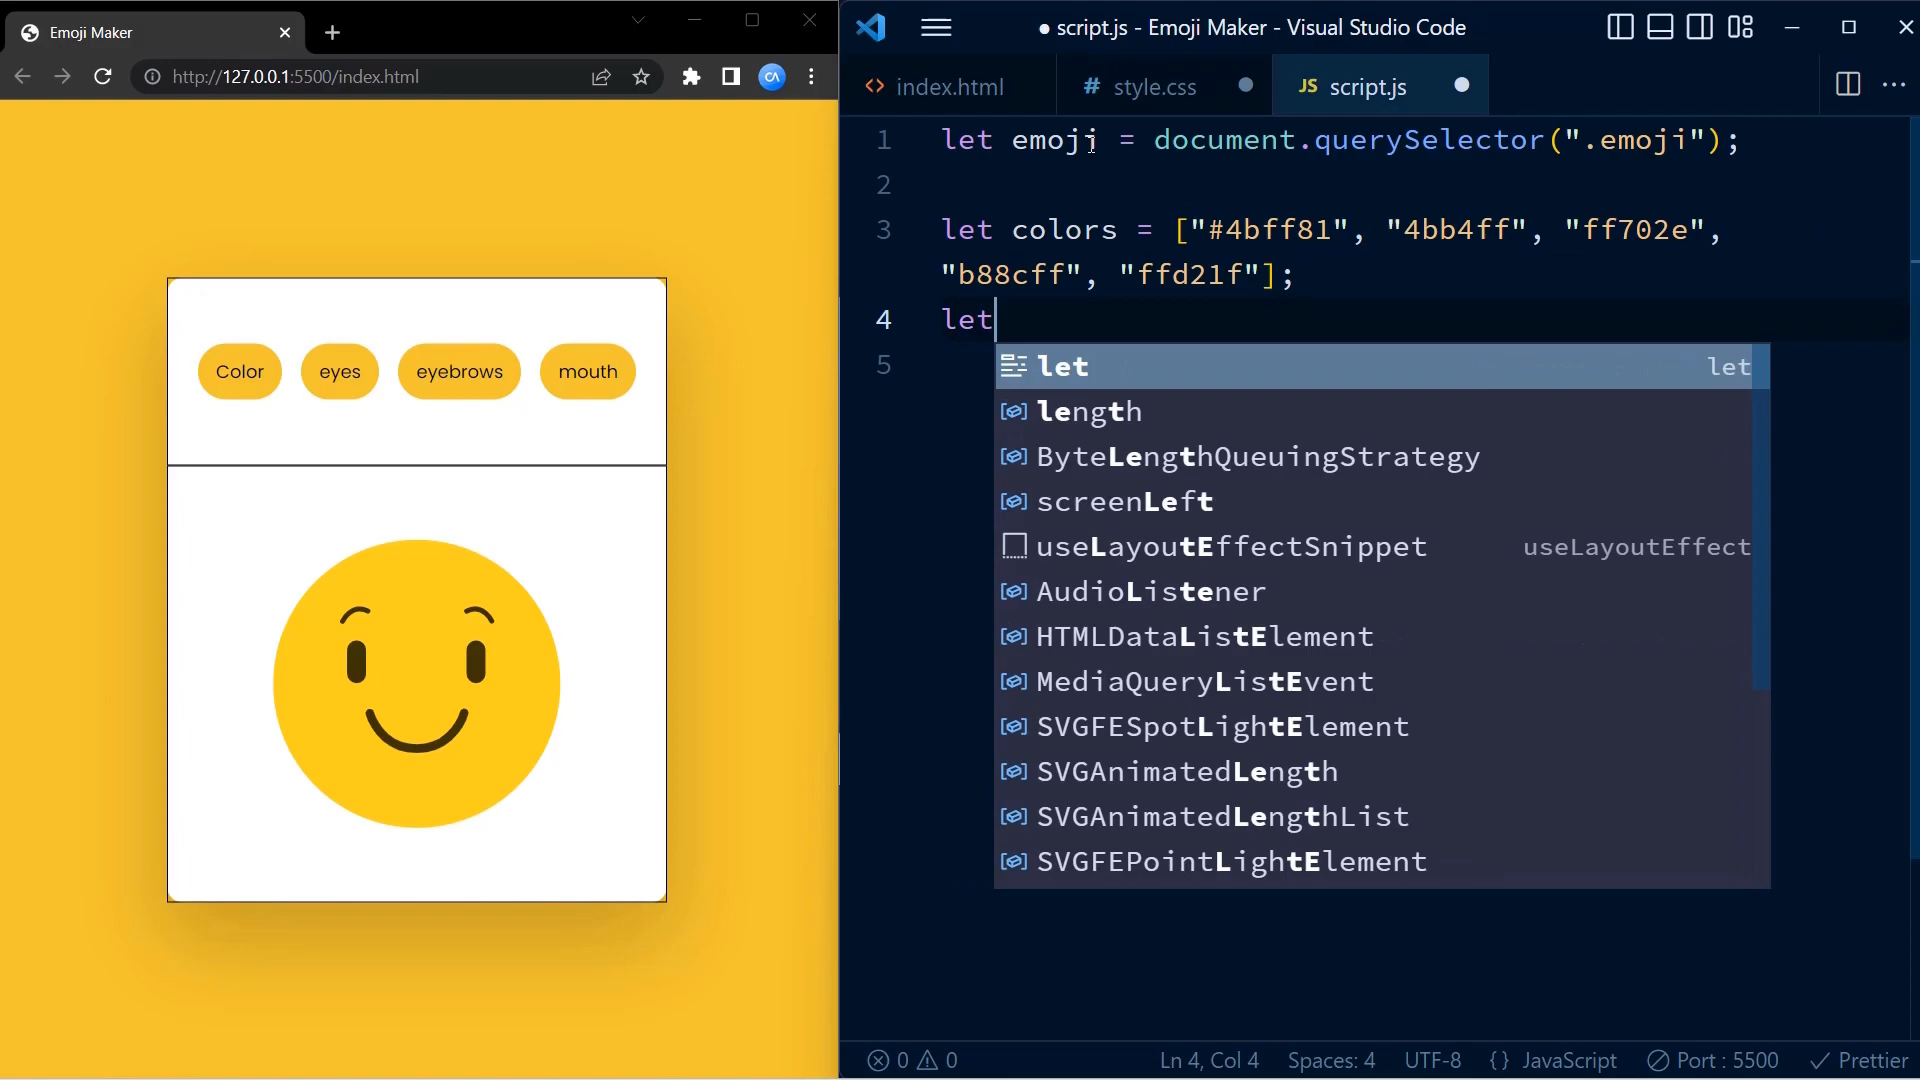 Emoji Maker
http://127.0.0.1:5500/index.html
CA
Color
eyes
eyebrows
mouth
● script.js - Emoji Maker - Visual Studio Code
<> index.html
# style.css
JS script.js
1 let emoji = document.querySelector(".emoji");
2
3 let colors = ["#4bff81", "4bb4ff", "ff702e",
"b88cff", "ffd21f"];
4 let
5
let let
length
ByteLengthQueuingStrategy
screenLeft
useLayoutEffectSnippet useLayoutEffect
AudioListener
HTMLDataListElement
MediaQueryListEvent
SVGFESpotLightElement
SVGAnimatedLength
SVGAnimatedLengthList
SVGFEPointLightElement
0 0 Ln 4, Col 4 Spaces: 4 UTF-8 {} JavaScript Port : 5500 Prettier